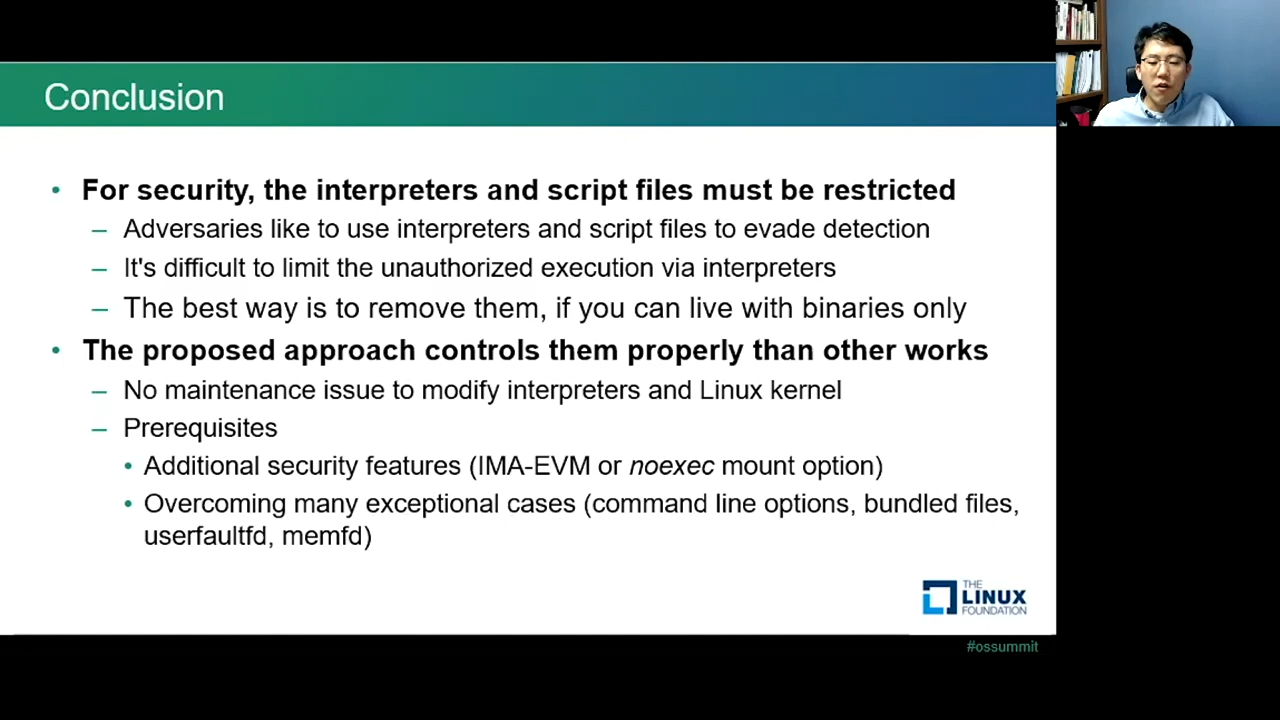 Conclusion
• For security, the interpreters and script files must be restricted
– Adversaries like to use interpreters and script files to evade detection
– It's difficult to limit the unauthorized execution via interpreters
– The best way is to remove them, if you can live with binaries only
• The proposed approach controls them properly than other works
– No maintenance issue to modify interpreters and Linux kernel
– Prerequisites
• Additional security features (IMA-EVM or noexec mount option)
• Overcoming many exceptional cases (command line options, bundled files,
userfaultfd, memfd)
THE
LINUX
FOUNDATION
#ossummit